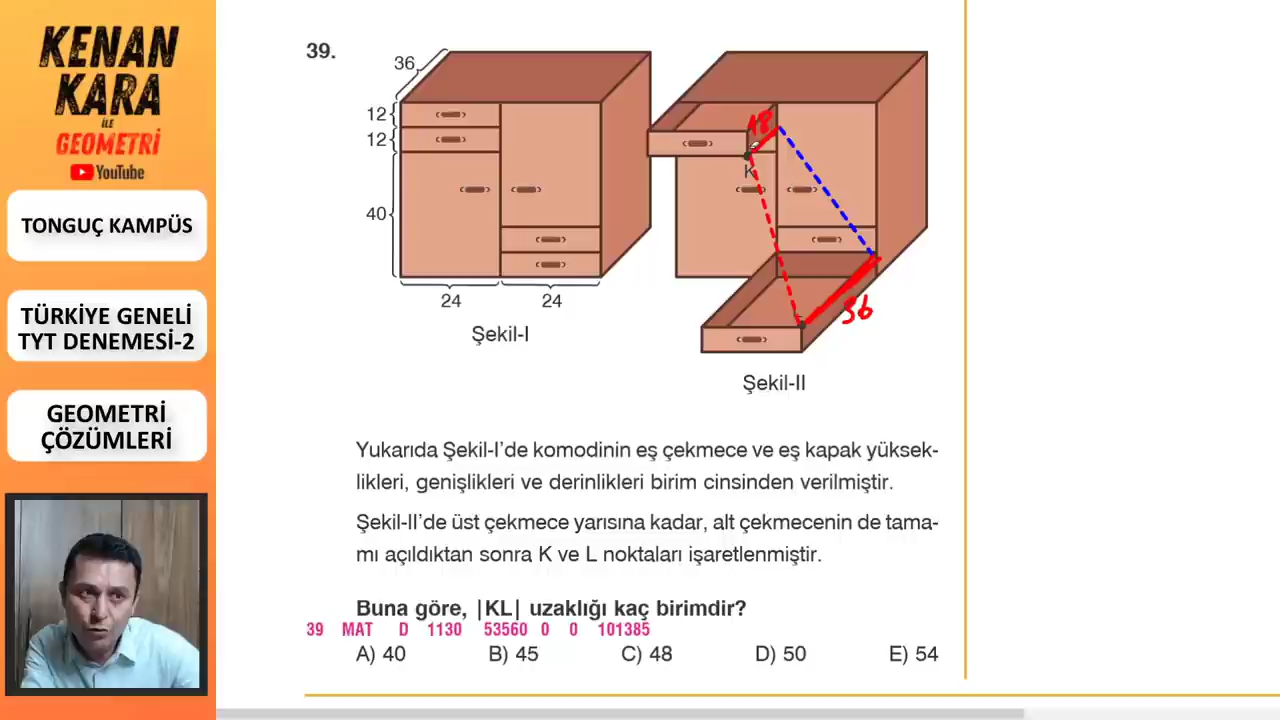 KENAN
KARA
İLE
GEOMETRİ
YouTube
TONGUÇ KAMPÜS
TÜRKİYE GENELİ
TYT DENEMESİ-2
GEOMETRİ
ÇÖZÜMLERİ
39.
36
12
12
40
24
24
Şekil-I
18
K
36
Şekil-II
Yukarıda Şekil-I’de komodinin eş çekmece ve eş kapak yüksek-
likleri, genişlikleri ve derinlikleri birim cinsinden verilmiştir.
Şekil-II’de üst çekmece yarısına kadar, alt çekmecenin de tama-
mı açıldıktan sonra K ve L noktaları işaretlenmiştir.
Buna göre, |KL| uzaklığı kaç birimdir?
39 MAT D 1130 53560 0 0 101385
A) 40 B) 45 C) 48 D) 50 E) 54